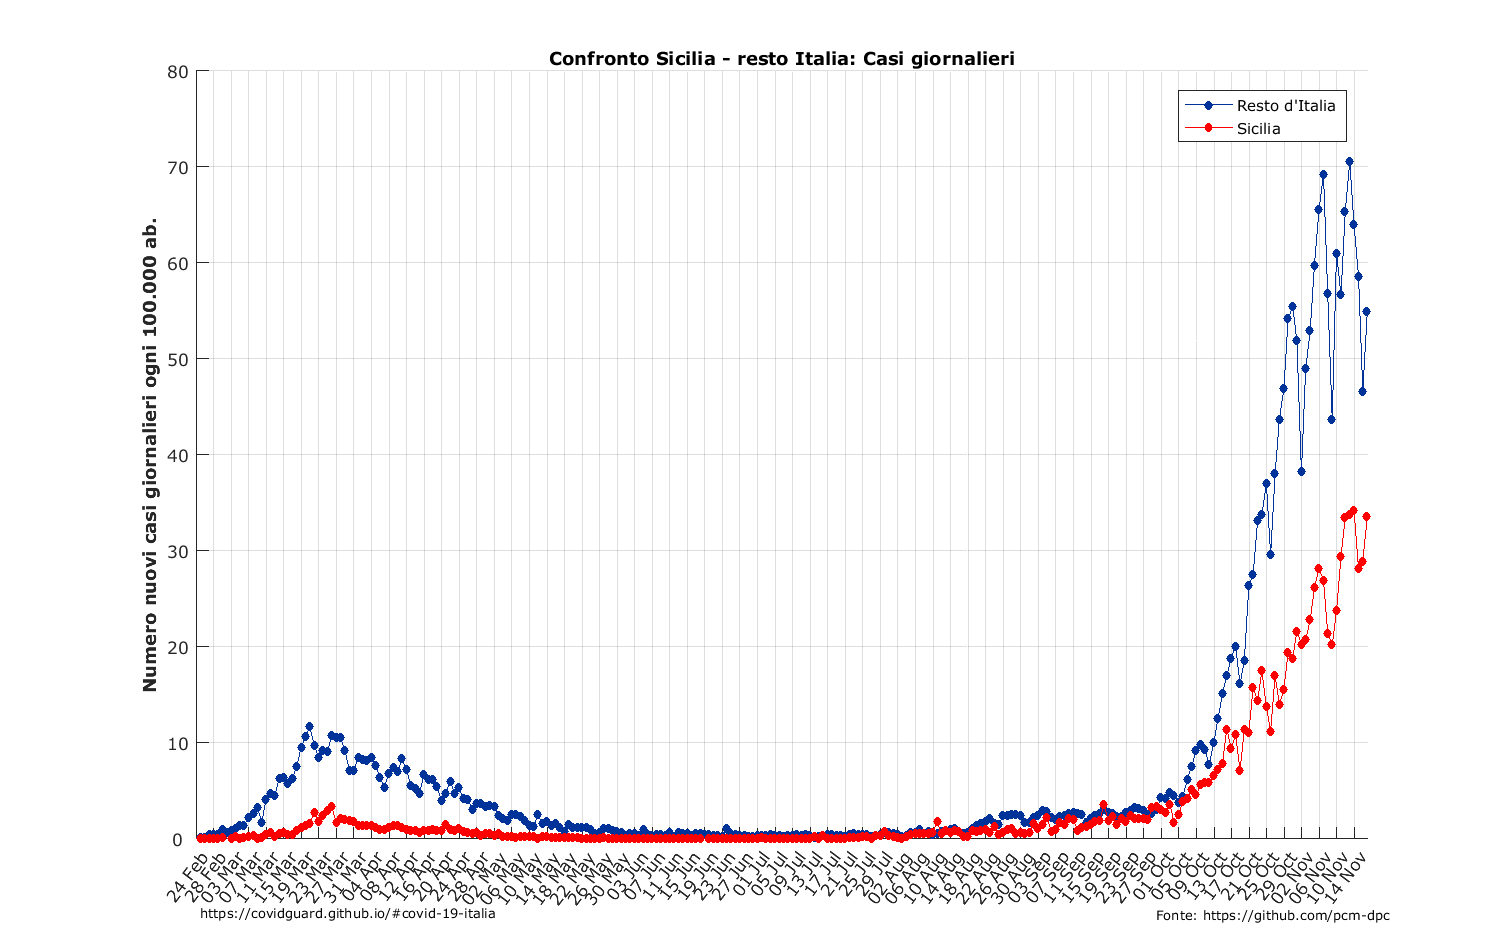 Confronto Sicilia - resto Italia: Casi giornalieri
Resto d'Italia
Sicilia
Numero nuovi casi giornalieri ogni 100.000 ab.
80
70
60
50
40
30
20
10
0
24 Feb
28 Feb
03 Mar
07 Mar
11 Mar
15 Mar
19 Mar
23 Mar
27 Mar
31 Mar
04 Apr
08 Apr
12 Apr
16 Apr
20 Apr
24 Apr
28 Apr
02 May
06 May
10 May
14 May
18 May
22 May
26 May
30 May
03 Jun
07 Jun
11 Jun
15 Jun
19 Jun
23 Jun
27 Jun
01 Jul
05 Jul
09 Jul
13 Jul
17 Jul
21 Jul
25 Jul
29 Jul
02 Aug
06 Aug
10 Aug
14 Aug
18 Aug
22 Aug
26 Aug
30 Aug
03 Sep
07 Sep
11 Sep
15 Sep
19 Sep
23 Sep
27 Sep
01 Oct
05 Oct
09 Oct
13 Oct
17 Oct
21 Oct
25 Oct
29 Oct
02 Nov
06 Nov
10 Nov
14 Nov
https://covidguard.github.io/#covid-19-italia
Fonte: https://github.com/pcm-dpc